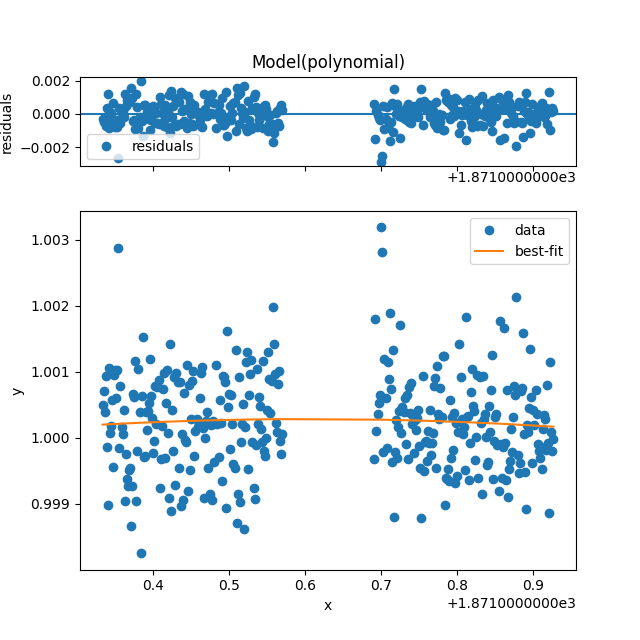 Model(polynomial)
0.002
0.000
−0.002
residuals
residuals
+1.8710000000e3
1.003
1.002
1.001
1.000
0.999
y
data
best-fit
0.4 0.5 0.6 0.7 0.8 0.9
x
+1.8710000000e3